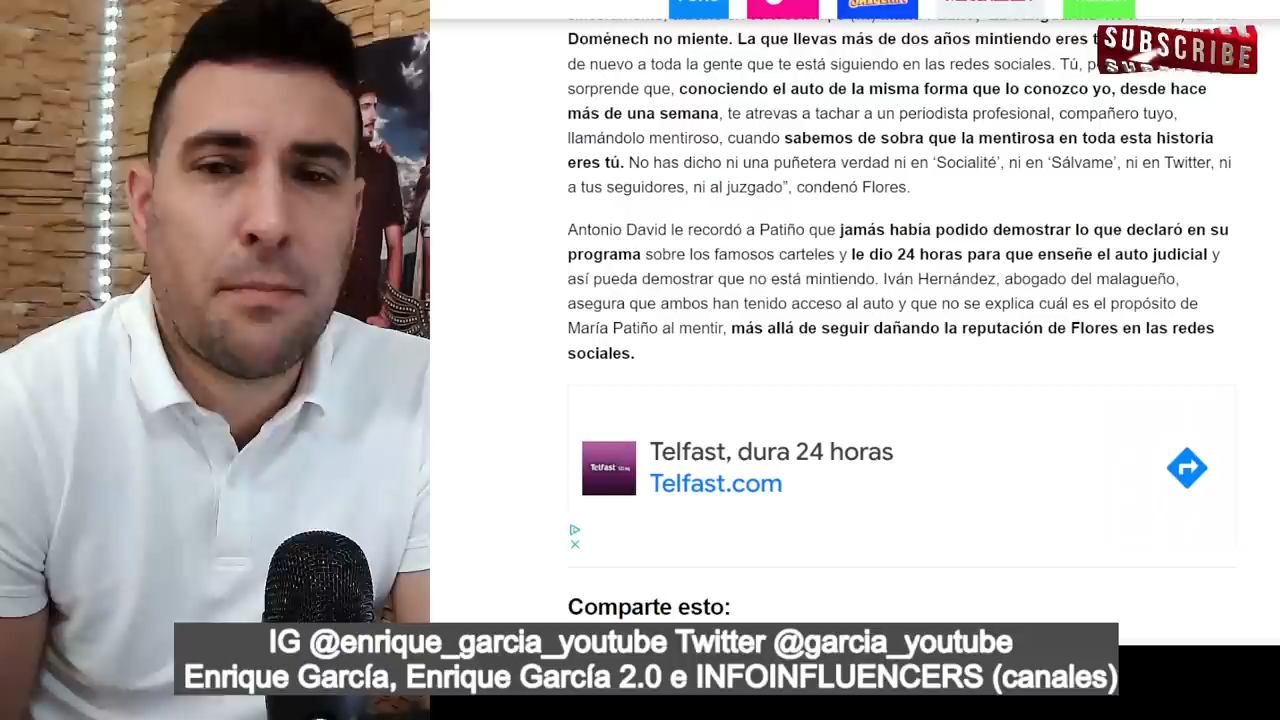 SUBSCRIBE
Doménech no miente. La que llevas más de dos años mintiendo eres
de nuevo a toda la gente que te está siguiendo en las redes sociales. Tú,
sorprende que, conociendo el auto de la misma forma que lo conozco yo, desde hace
más de una semana, te atrevas a tachar a un periodista profesional, compañero tuyo,
llamándolo mentiroso, cuando sabemos de sobra que la mentirosa en toda esta historia
eres tú. No has dicho ni una puñetera verdad ni en ‘Socialité’, ni en ‘Sálvame’, ni en Twitter, ni
a tus seguidores, ni al juzgado”, condenó Flores.
Antonio David le recordó a Patiño que jamás había podido demostrar lo que declaró en su
programa sobre los famosos carteles y le dio 24 horas para que enseñe el auto judicial y
así pueda demostrar que no está mintiendo. Iván Hernández, abogado del malagueño,
asegura que ambos han tenido acceso al auto y que no se explica cuál es el propósito de
María Patiño al mentir, más allá de seguir dañando la reputación de Flores en las redes
sociales.
Telfast
Telfast, dura 24 horas
Telfast.com
Comparte esto:
IG @enrique_garcia_youtube Twitter @garcia_youtube
Enrique García, Enrique García 2.0 e INFOINFLUENCERS (canales)